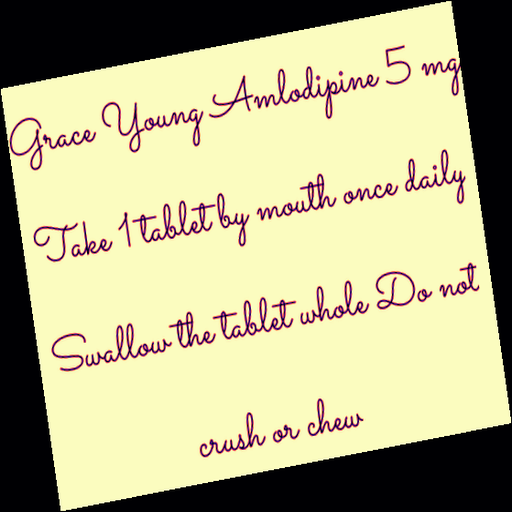 Grace Young Amlodipine 5 mg
Take 1 tablet by mouth once daily
Swallow the tablet whole Do not
crush or chew